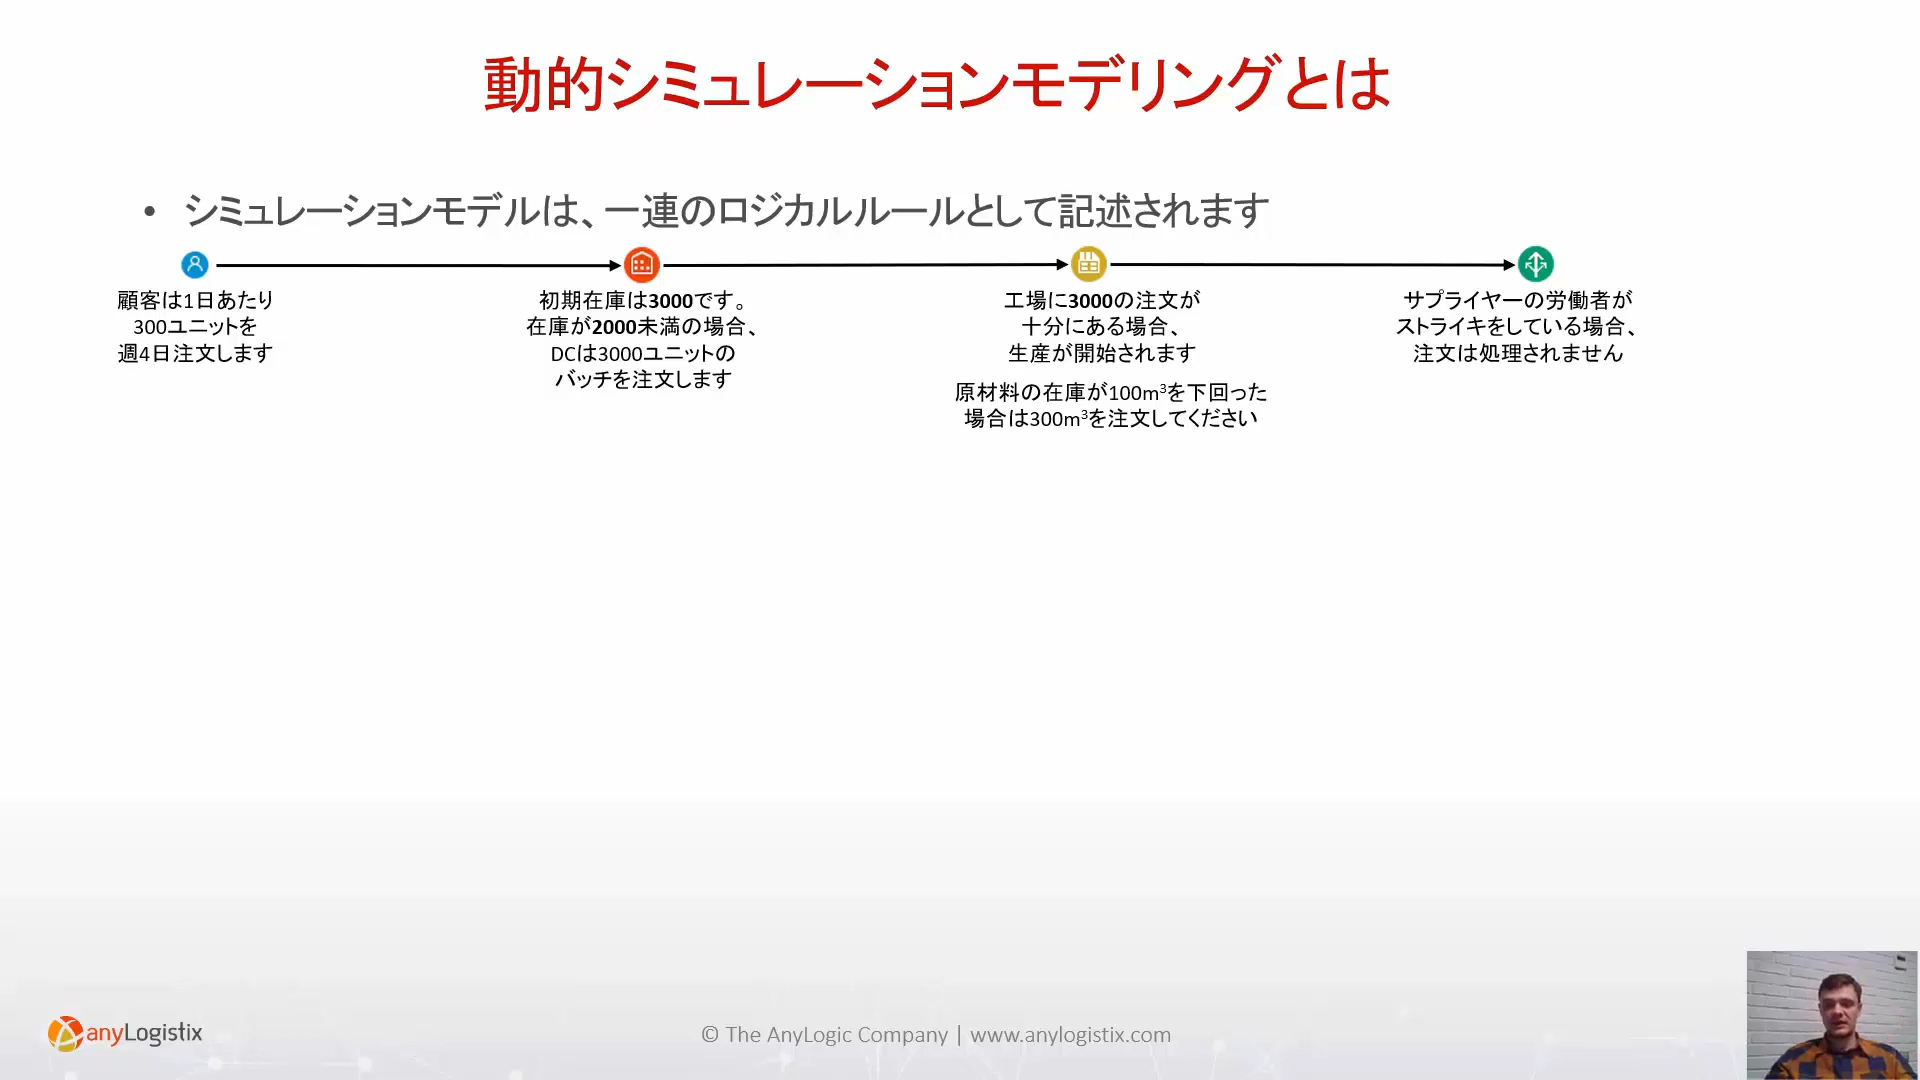 動的シミュレーションモデリングとは
• シミュレーションモデルは、一連のロジカルルールとして記述されます
顧客は1日あたり
300ユニットを
週4日注文します
初期在庫は3000です。
在庫が2000未満の場合、
DCは3000ユニットの
バッチを注文します
工場に3000の注文が
十分にある場合、
生産が開始されます
原材料の在庫が100m³を下回った
場合は300m³を注文してください
サプライヤーの労働者が
ストライキをしている場合、
注文は処理されません
anyLogistix
© The AnyLogic Company | www.anylogistix.com